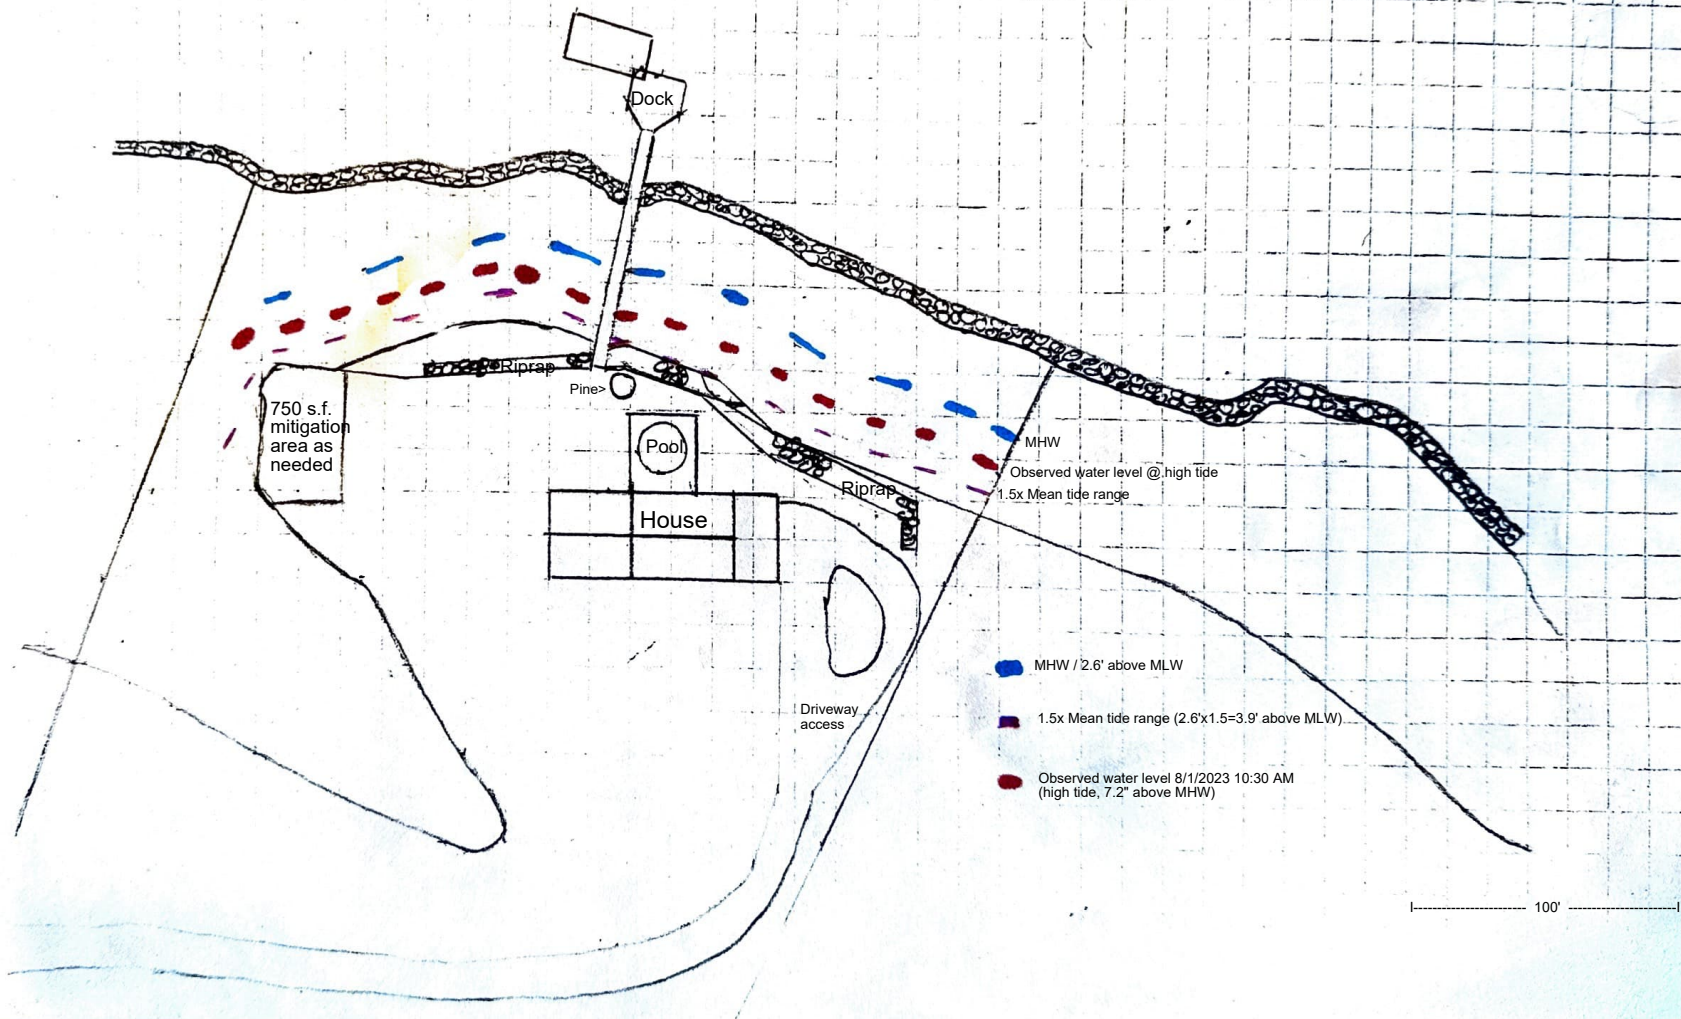 Dock
Riprap
Pine>
750 s.f.
mitigation
area as
needed
Pool
MHW
Observed water level @ high tide
1.5x Mean tide range
Riprap
House
MHW / 2.6' above MLW
Driveway
access
1.5x Mean tide range (2.6'x1.5=3.9' above MLW)
Observed water level 8/1/2023 10:30 AM
(high tide, 7.2" above MHW)
100'